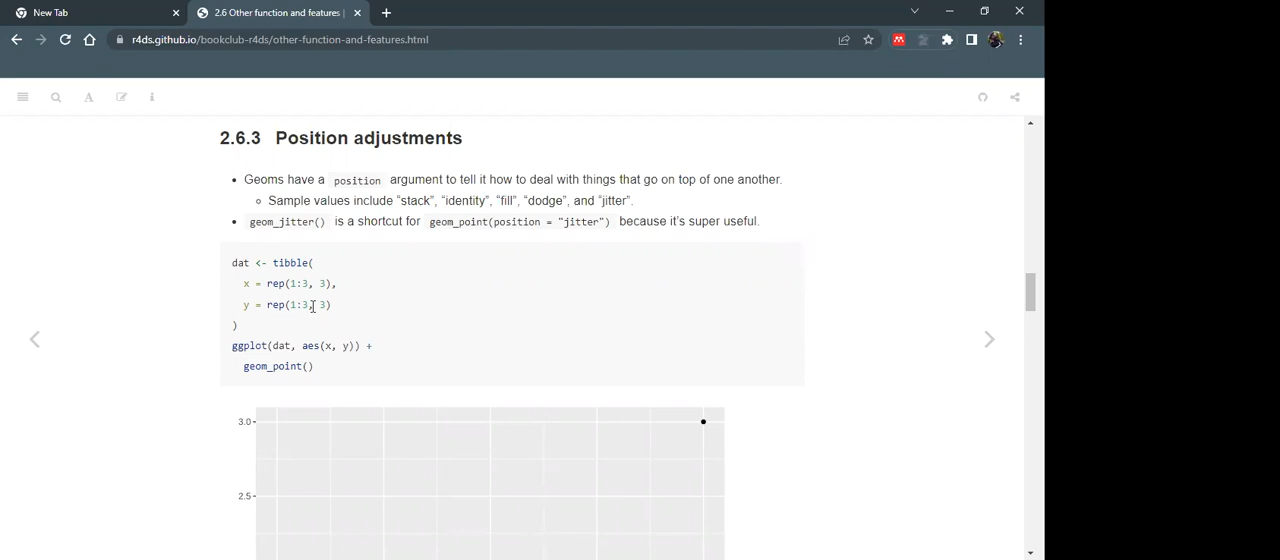 New Tab
2.6 Other function and features |
r4ds.github.io/bookclub-r4ds/other-function-and-features.html
2.6.3 Position adjustments
• Geoms have a position argument to tell it how to deal with things that go on top of one another.
◦ Sample values include “stack”, “identity”, “fill”, “dodge”, and “jitter”.
• geom_jitter() is a shortcut for geom_point(position = "jitter") because it’s super useful.
dat <- tibble(
x = rep(1:3, 3),
y = rep(1:3, 3)
)
ggplot(dat, aes(x, y)) +
geom_point()
3.0
2.5